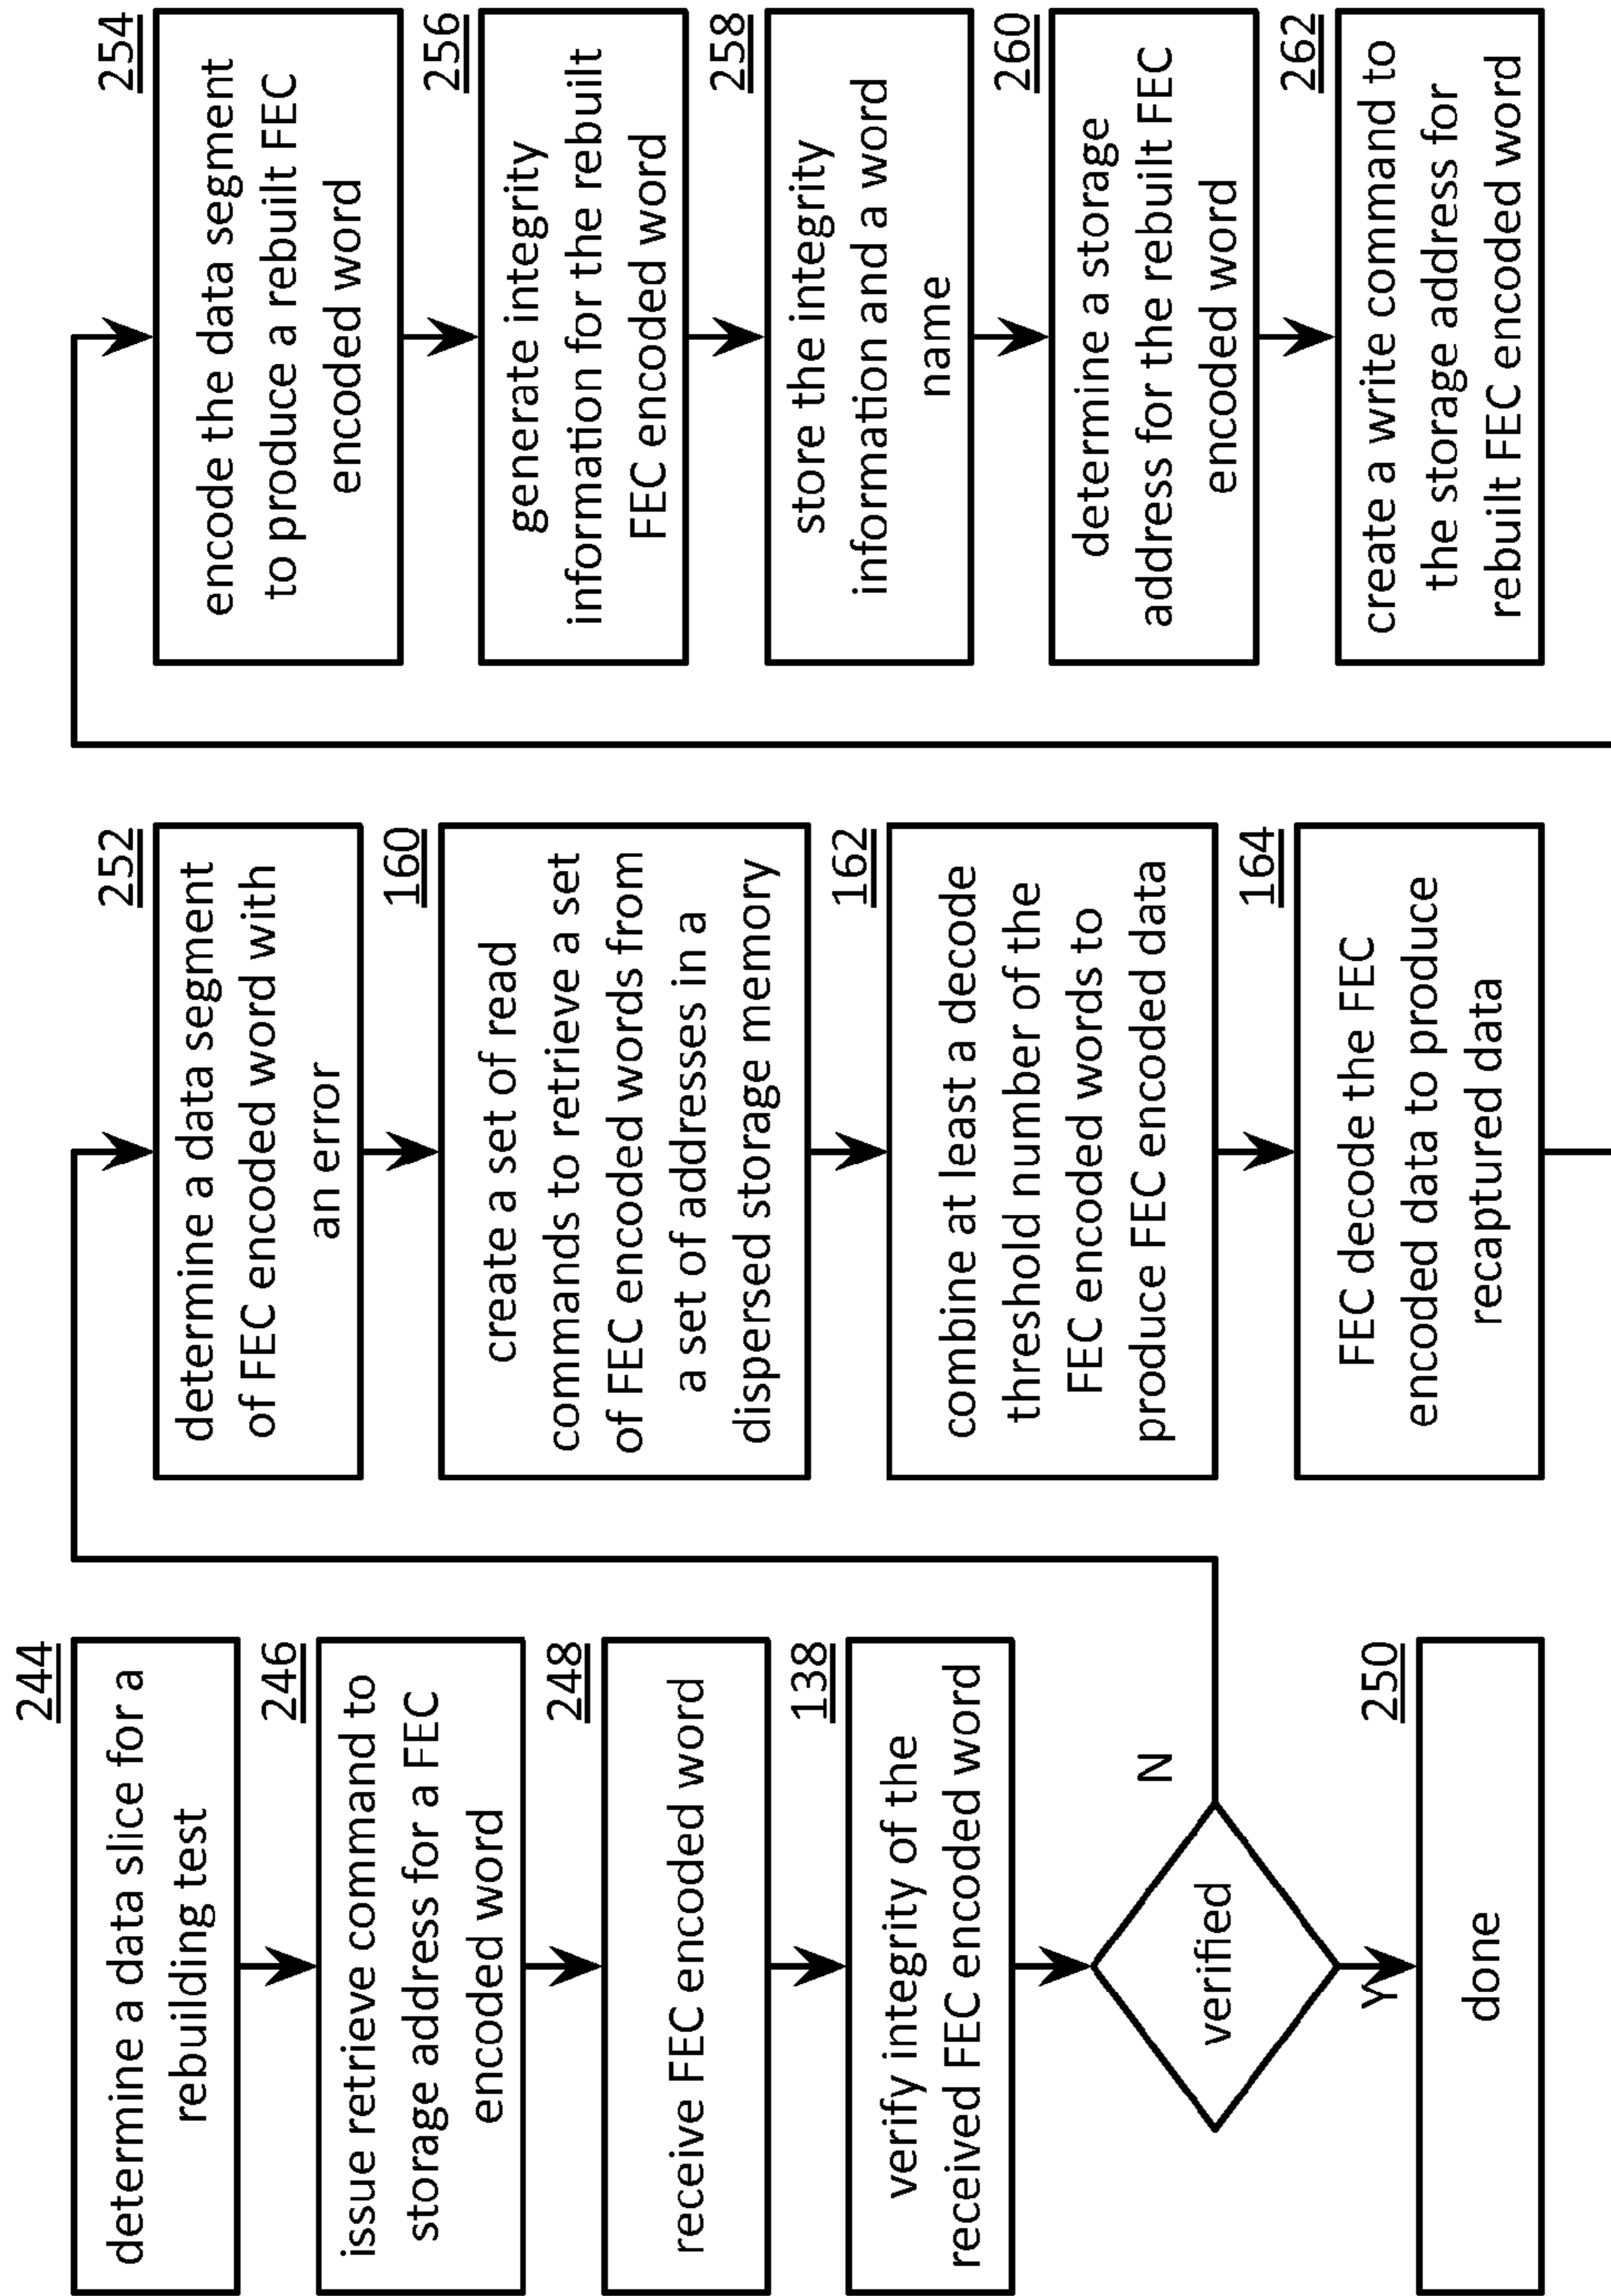 244
determine a data slice for a
rebuilding test
246
issue retrieve command to
storage address for a FEC
encoded word
248
receive FEC encoded word
138
verify integrity of the
received FEC encoded word
verified
N
Y
250
done
252
determine a data segment
of FEC encoded word with
an error
160
create a set of read
commands to retrieve a set
of FEC encoded words from
a set of addresses in a
dispersed storage memory
162
combine at least a decode
threshold number of the
FEC encoded words to
produce FEC encoded data
164
FEC decode the FEC
encoded data to produce
recaptured data
254
encode the data segment
to produce a rebuilt FEC
encoded word
256
generate integrity
information for the rebuilt
FEC encoded word
258
store the integrity
information and a word
name
260
determine a storage
address for the rebuilt FEC
encoded word
262
create a write command to
the storage address for
rebuilt FEC encoded word